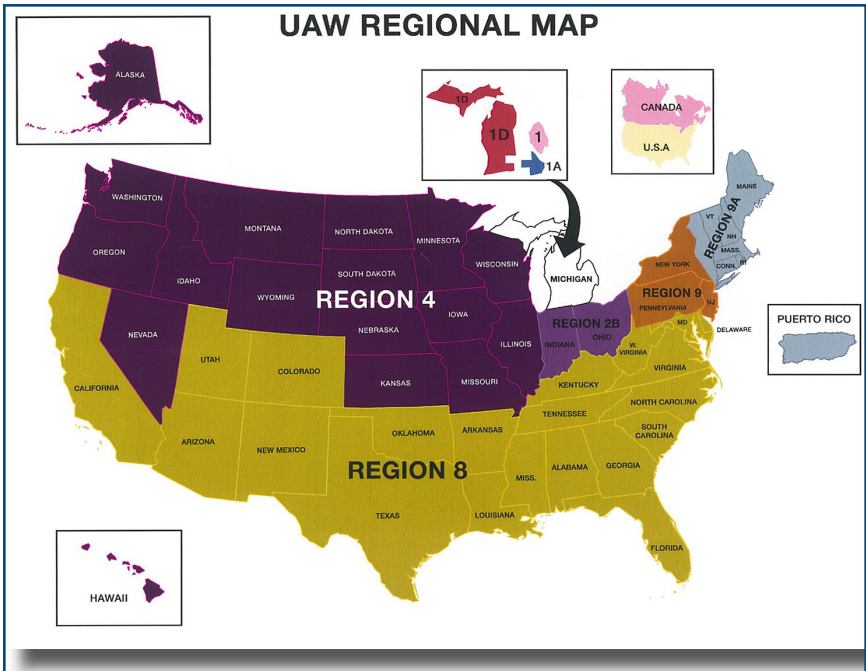 UAW REGIONAL MAP
ALASKA
1D
1D
1
1A
CANADA
U.S.A
WASHINGTON
MONTANA
NORTH DAKOTA
MINNESOTA
OREGON
IDAHO
SOUTH DAKOTA
WISCONSIN
WYOMING
REGION 4
MICHIGAN
MAINE
VT
NH
MASS.
CONN.
RI
REGION 9A
NEW YORK
REGION 9
PENNSYLVANIA
NJ
NEVADA
NEBRASKA
IOWA
ILLINOIS
REGION 2B
INDIANA
OHIO
MD
DELAWARE
PUERTO RICO
UTAH
COLORADO
KANSAS
MISSOURI
W.
VIRGINIA
VIRGINIA
CALIFORNIA
KENTUCKY
NORTH CAROLINA
TENNESSEE
ARIZONA
NEW MEXICO
OKLAHOMA
ARKANSAS
SOUTH
CAROLINA
REGION 8
MISS.
ALABAMA
GEORGIA
TEXAS
LOUISIANA
FLORIDA
HAWAII